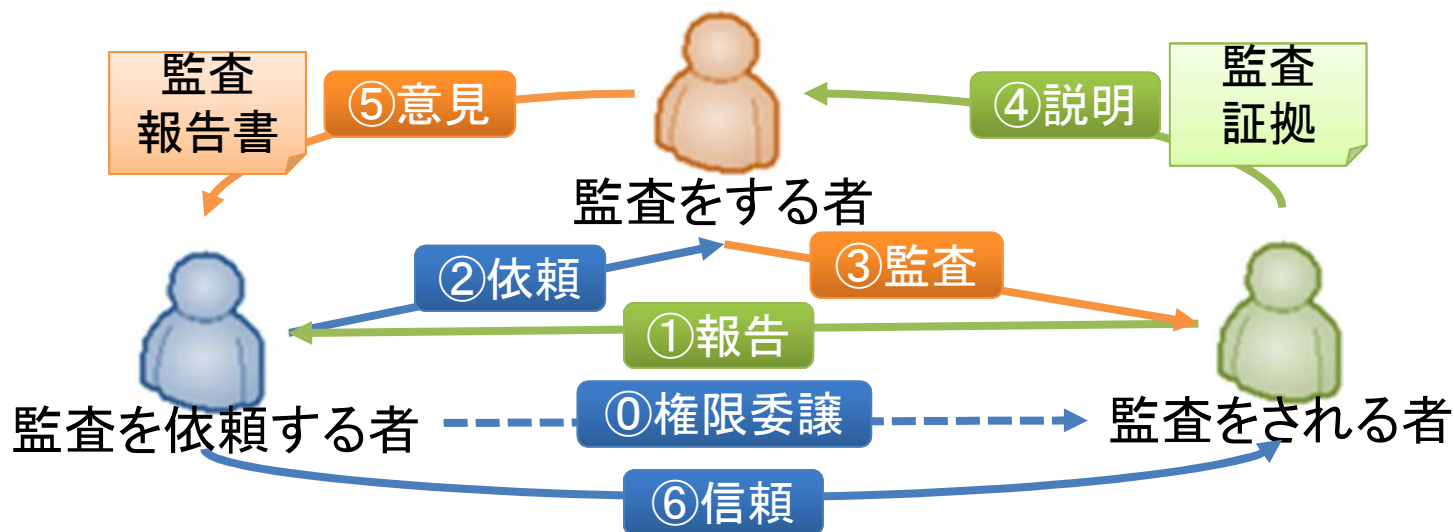 監査
報告書
⑤意見
④説明
監査
証拠
監査をする者
②依頼
③監査
①報告
⓪権限委譲
監査を依頼する者
監査をされる者
⑥信頼